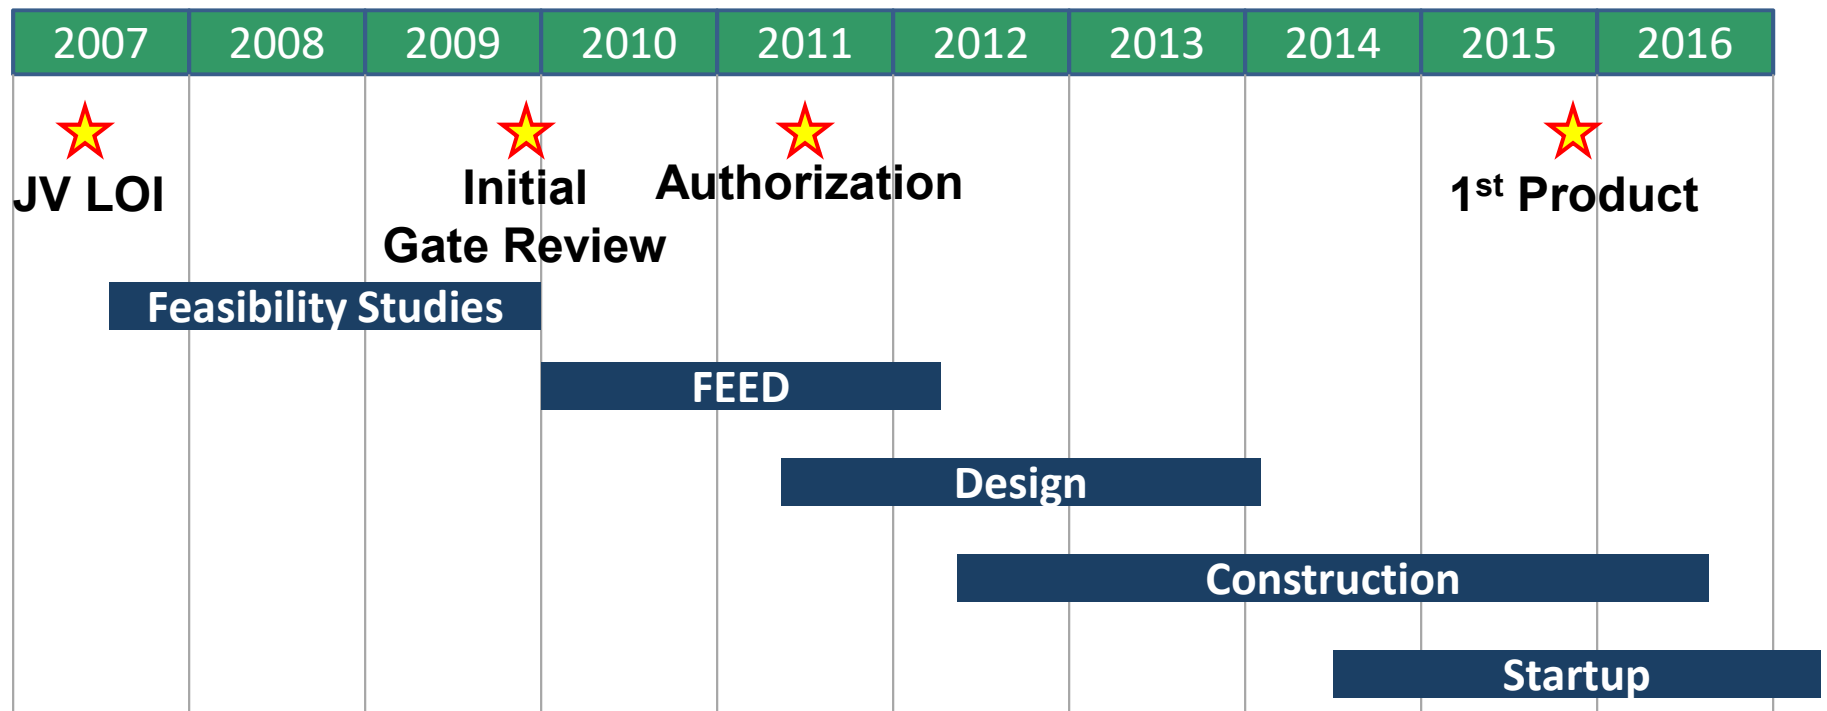 2007 2008 2009 2010 2011 2012 2013 2014 2015 2016
JV LOI
Initial
Gate Review
Authorization
1st Product
Feasibility Studies
FEED
Design
Construction
Startup